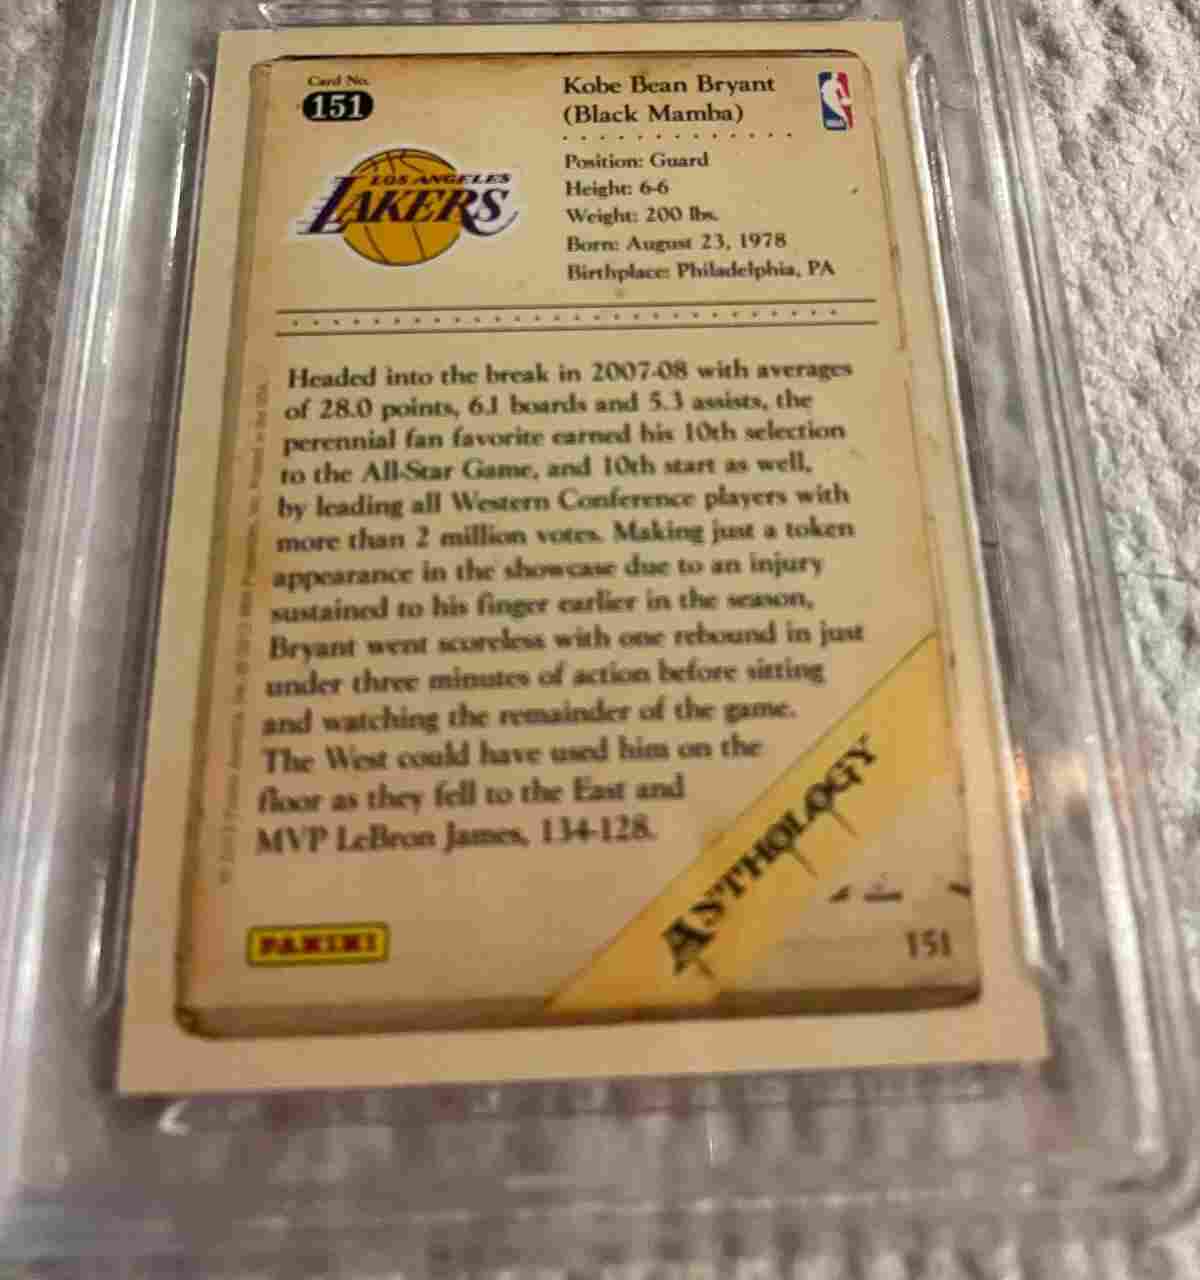 Card No.
151
Kobe Bean Bryant
(Black Mamba)
LOS ANGELES
LAKERS
Position: Guard
Height: 6-6
Weight: 200 lbs.
Born: August 23, 1978
Birthplace: Philadelphia, PA
Headed into the break in 2007-08 with averages
of 28.0 points, 6.1 boards and 5.3 assists, the
perennial fan favorite earned his 10th selection
to the All-Star Game, and 10th start as well,
by leading all Western Conference players with
more than 2 million votes. Making just a token
appearance in the showcase due to an injury
sustained to his finger earlier in the season,
Bryant went scoreless with one rebound in just
under three minutes of action before sitting
and watching the remainder of the game.
The West could have used him on the
floor as they fell to the East and
MVP LeBron James, 134-128.
PANINI
ANTHOLOGY
151